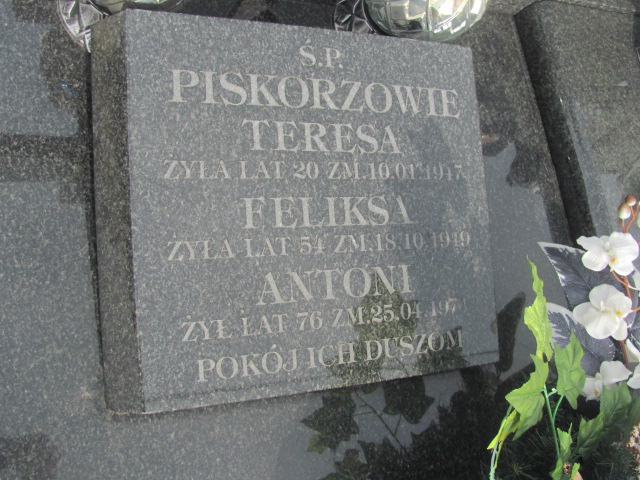 Ś.P.
PISKORZOWIE
TERESA
ŻYŁA LAT 20 ZM.10.01.1947
FELIKSA
ŻYŁA LAT 54 ZM.18.10.1949
ANTONI
ŻYŁ LAT 76 ZM.25.04.197
POKÓJ ICH DUSZOM